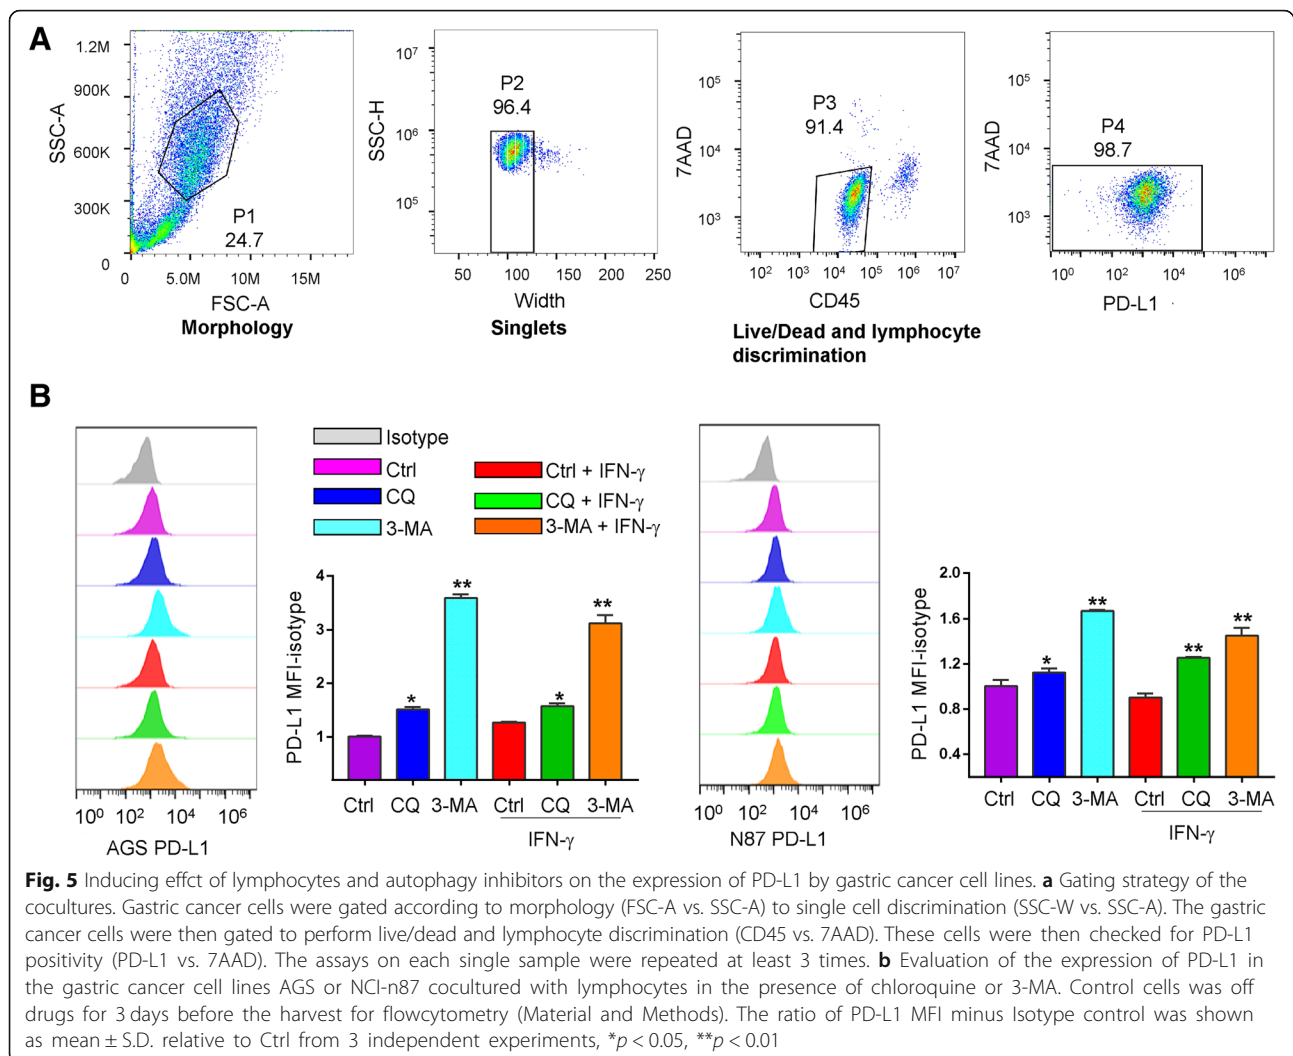 A
SSC-A
1.2M
900K
600K
300K
0
P1
24.7
0
5.0M
10M
15M
FSC-A
Morphology
SSC-H
10⁷
10⁶
10⁵
P2
96.4
50
100
150
200
250
Width
Singlets
7AAD
10⁵
10⁴
10³
P3
91.4
10²
10³
10⁴
10⁵
10⁶
10⁷
CD45
Live/Dead and lymphocyte
discrimination
7AAD
10⁵
10⁴
10³
P4
98.7
10⁰
10²
10⁴
10⁶
PD-L1
B
10⁰
10²
10⁴
10⁶
AGS PD-L1
Isotype
Ctrl
CQ
3-MA
Ctrl + IFN-γ
CQ + IFN-γ
3-MA + IFN-γ
PD-L1 MFI-isotype
4
3
2
1
*
**
*
**
Ctrl CQ 3-MA Ctrl CQ 3-MA
IFN-γ
10⁰
10²
10⁴
10⁶
N87 PD-L1
PD-L1 MFI-isotype
2.0
1.6
1.2
0.8
0.4
*
**
**
**
Ctrl CQ 3-MA Ctrl CQ 3-MA
IFN-γ
Fig. 5 Inducing effct of lymphocytes and autophagy inhibitors on the expression of PD-L1 by gastric cancer cell lines. a Gating strategy of the
cocultures. Gastric cancer cells were gated according to morphology (FSC-A vs. SSC-A) to single cell discrimination (SSC-W vs. SSC-A). The gastric
cancer cells were then gated to perform live/dead and lymphocyte discrimination (CD45 vs. 7AAD). These cells were then checked for PD-L1
positivity (PD-L1 vs. 7AAD). The assays on each single sample were repeated at least 3 times. b Evaluation of the expression of PD-L1 in
the gastric cancer cell lines AGS or NCI-n87 cocultured with lymphocytes in the presence of chloroquine or 3-MA. Control cells was off
drugs for 3 days before the harvest for flowcytometry (Material and Methods). The ratio of PD-L1 MFI minus Isotype control was shown
as mean ± S.D. relative to Ctrl from 3 independent experiments, *p < 0.05, **p < 0.01